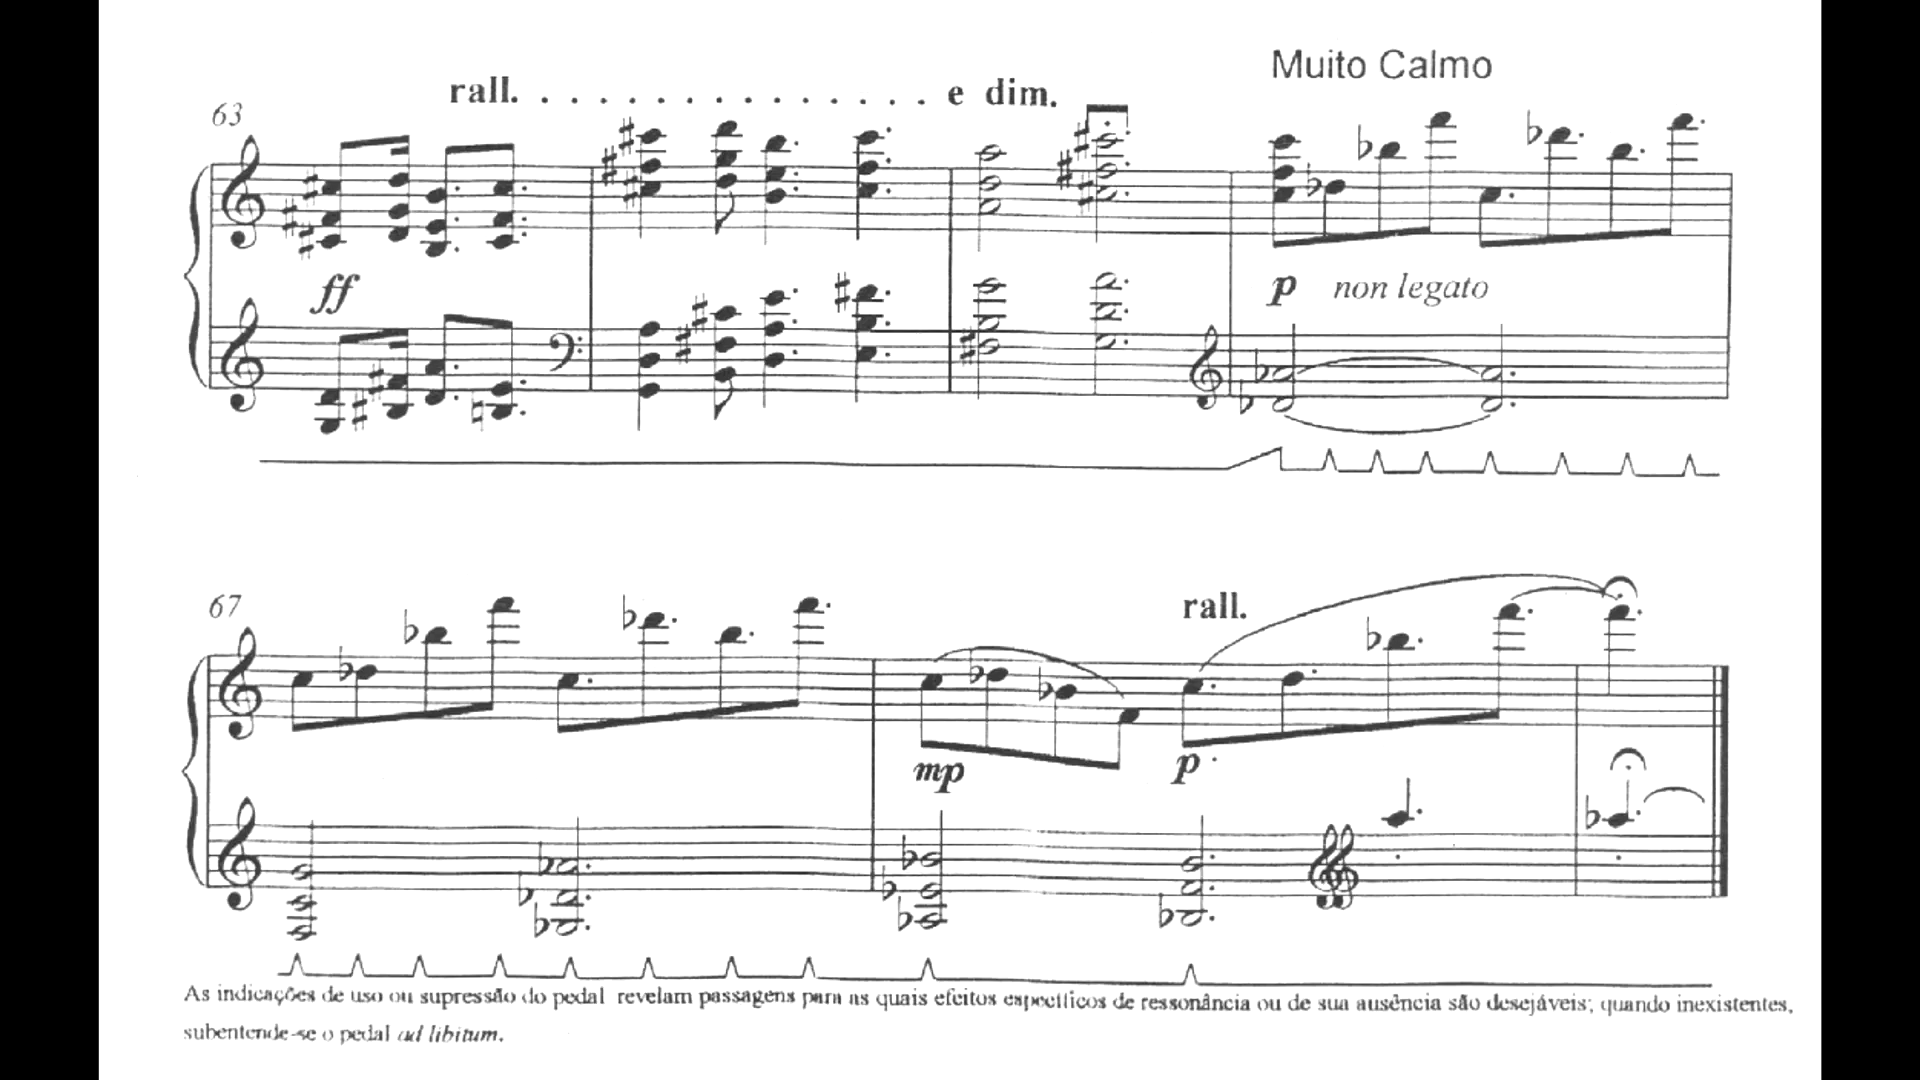 Muito Calmo
rall. . . . . . . . . . . . . . . e dim.
63
ff
p non legato
67
rall.
mp
p
As indicações de uso ou supressão do pedal revelam passagens para as quais efeitos específicos de ressonância ou de sua ausência são desejáveis; quando inexistentes,
subentende-se o pedal ad libitum.